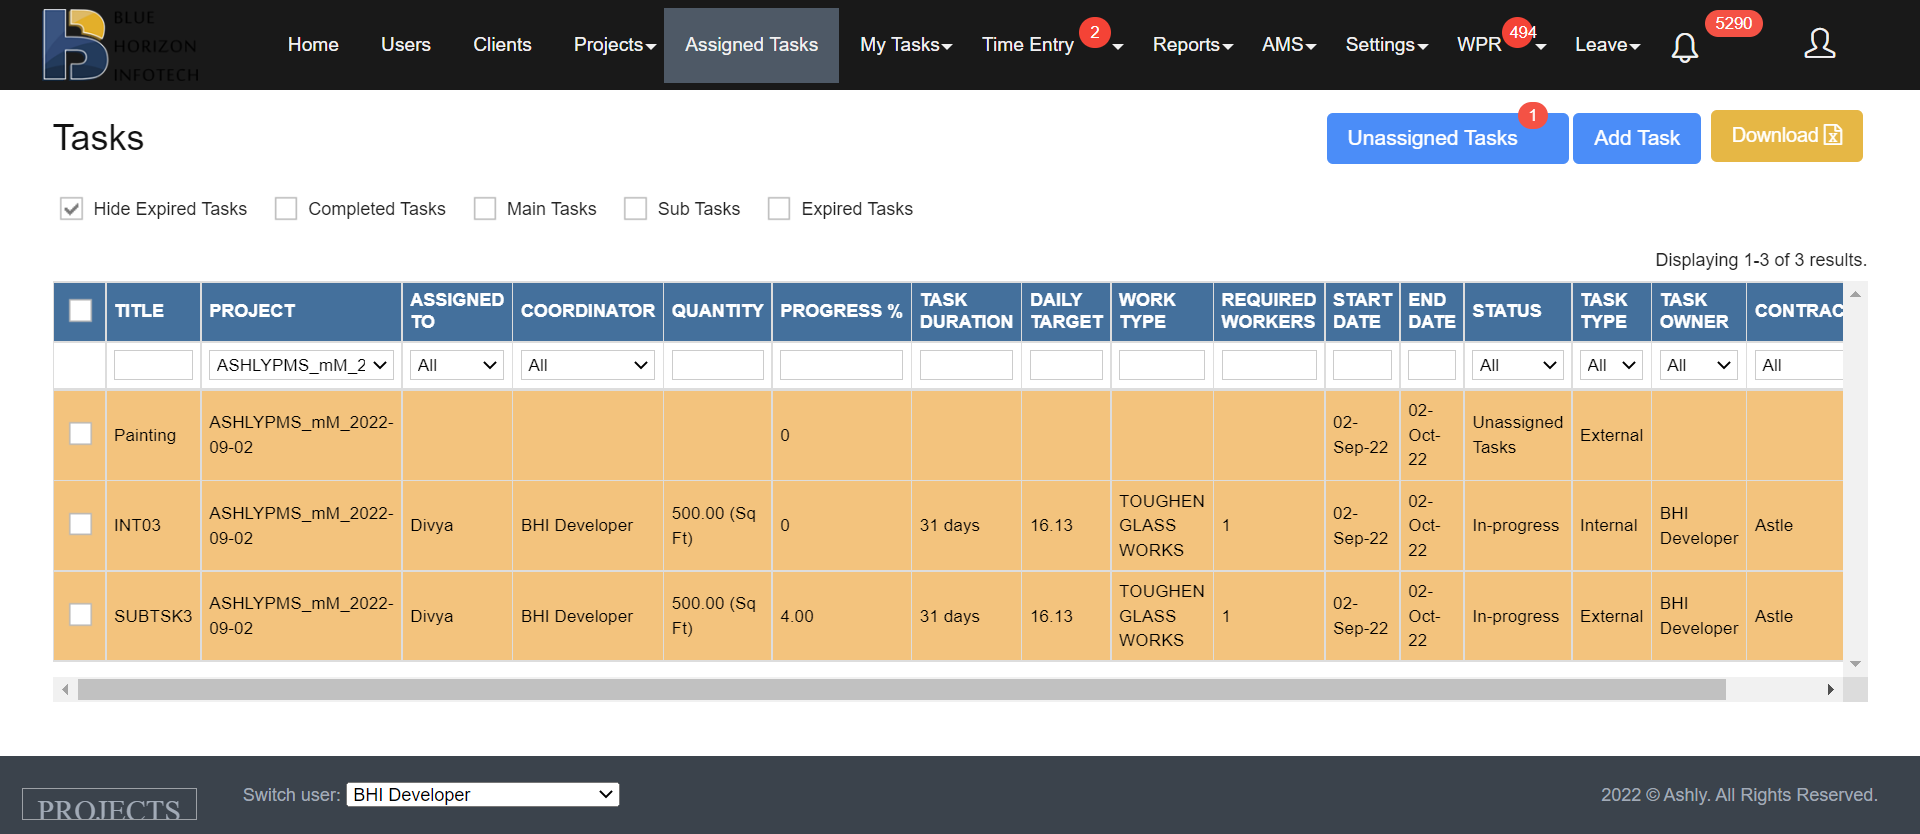 BLUE
HORIZON
INFOTECH
Home Users Clients Projects Assigned Tasks My Tasks Time Entry 2 Reports AMS Settings WPR 494 Leave 5290
Tasks
Unassigned Tasks 1 Add Task Download
Hide Expired Tasks Completed Tasks Main Tasks Sub Tasks Expired Tasks
Displaying 1-3 of 3 results.
TITLE PROJECT ASSIGNED TO COORDINATOR QUANTITY PROGRESS % TASK DURATION DAILY TARGET WORK TYPE REQUIRED WORKERS START DATE END DATE STATUS TASK TYPE TASK OWNER CONTRAC
ASHLYPMS_mM_2 All All All All All All
Painting ASHLYPMS_mM_2022-09-02 0 02-Sep-22 02-Oct-22 Unassigned Tasks External
INT03 ASHLYPMS_mM_2022-09-02 Divya BHI Developer 500.00 (Sq Ft) 0 31 days 16.13 TOUGHEN GLASS WORKS 1 02-Sep-22 02-Oct-22 In-progress Internal BHI Developer Astle
SUBTSK3 ASHLYPMS_mM_2022-09-02 Divya BHI Developer 500.00 (Sq Ft) 4.00 31 days 16.13 TOUGHEN GLASS WORKS 1 02-Sep-22 02-Oct-22 In-progress External BHI Developer Astle
PROJECTS Switch user: BHI Developer 2022 © Ashly. All Rights Reserved.